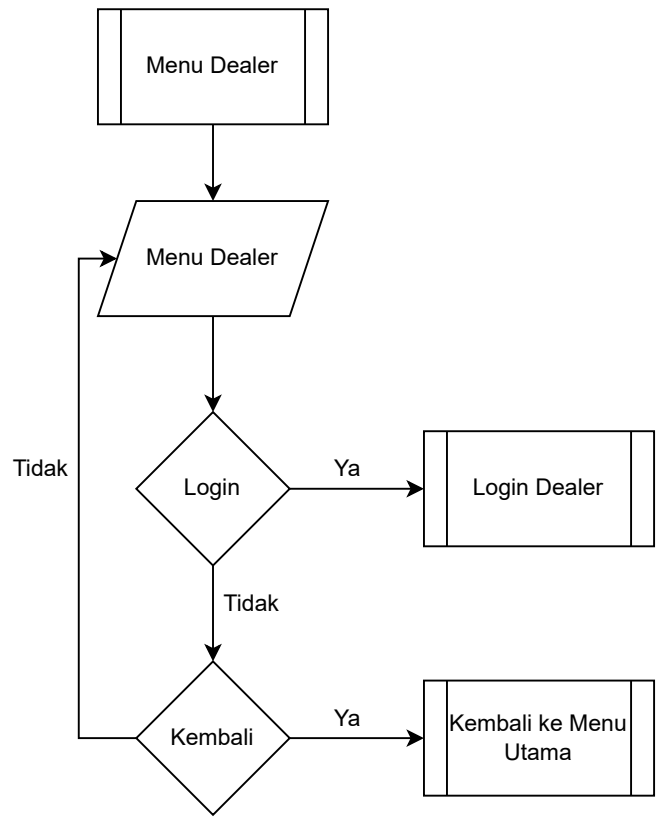 Menu Dealer
Menu Dealer
Login
Ya
Login Dealer
Tidak
Tidak
Kembali
Ya
Kembali ke Menu
Utama